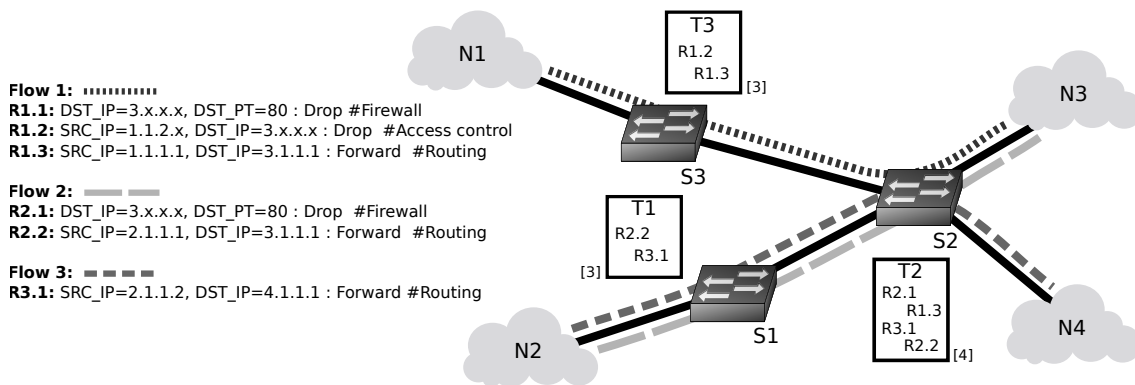 Flow 1:
R1.1: DST_IP=3.x.x.x, DST_PT=80 : Drop #Firewall
R1.2: SRC_IP=1.1.2.x, DST_IP=3.x.x.x : Drop #Access control
R1.3: SRC_IP=1.1.1.1, DST_IP=3.1.1.1 : Forward #Routing
Flow 2:
R2.1: DST_IP=3.x.x.x, DST_PT=80 : Drop #Firewall
R2.2: SRC_IP=2.1.1.1, DST_IP=3.1.1.1 : Forward #Routing
Flow 3:
R3.1: SRC_IP=2.1.1.2, DST_IP=4.1.1.1 : Forward #Routing
N1
T3
R1.2
R1.3
[3]
N3
S3
T1
R2.2
R3.1
[3]
S2
T2
R2.1
R1.3
R3.1
R2.2
[4]
S1
N2
N4